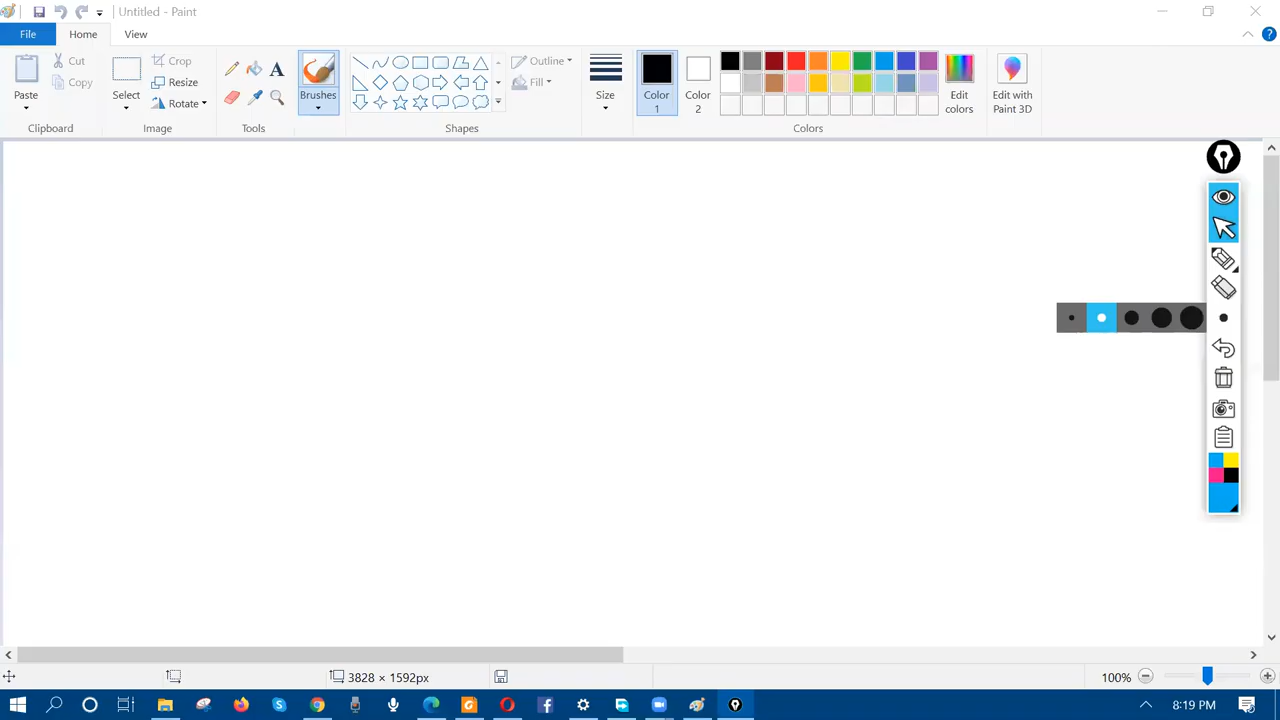 Untitled - Paint
File Home View
Paste
Cut
Copy
Clipboard
Select
Crop
Resize
Rotate
Image
Tools
Brushes
Shapes
Outline
Fill
Size
Color 1
Color 2
Colors
Edit colors
Edit with Paint 3D
3828 × 1592px
100%
8:19 PM